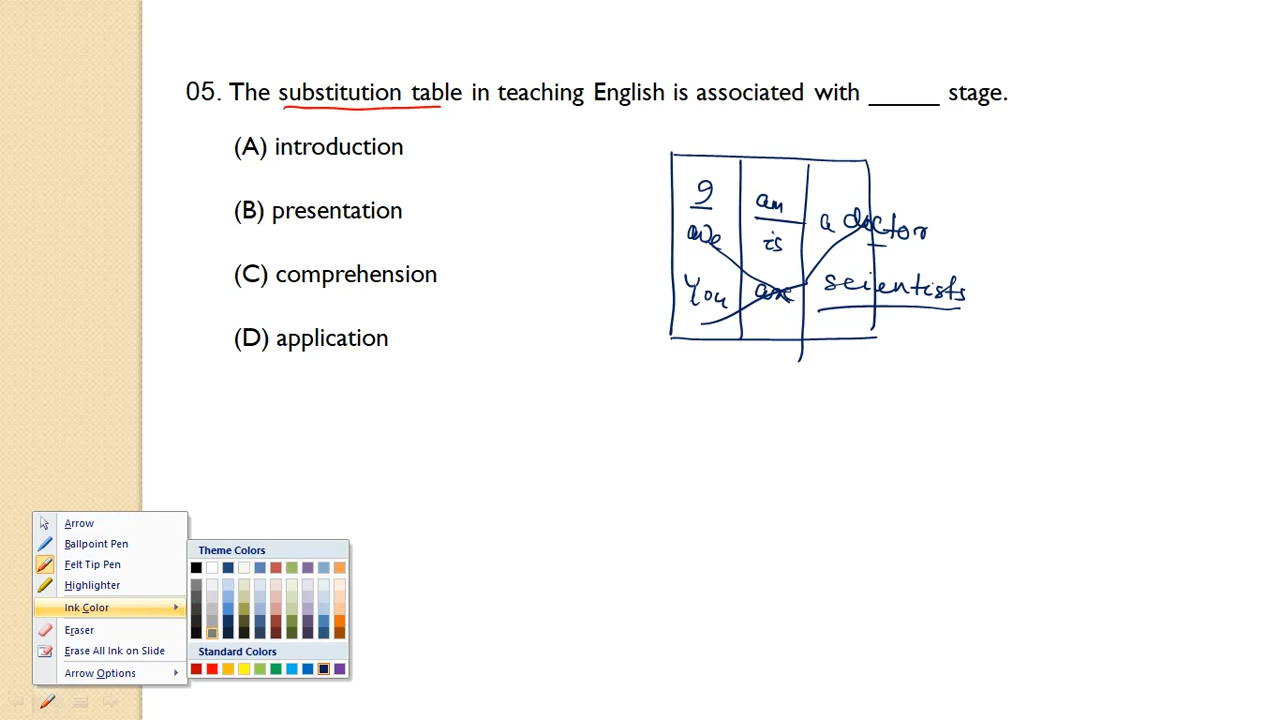 05. The substitution table in teaching English is associated with _____ stage.
(A) introduction
(B) presentation
(C) comprehension
(D) application
I am a doctor
We is
You are scientists
Arrow
Ballpoint Pen
Felt Tip Pen
Highlighter
Ink Color
Eraser
Erase All Ink on Slide
Arrow Options
Theme Colors
Standard Colors